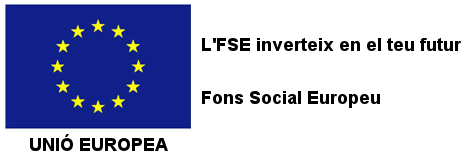 L'FSE inverteix en el teu futur
Fons Social Europeu
UNIÓ EUROPEA